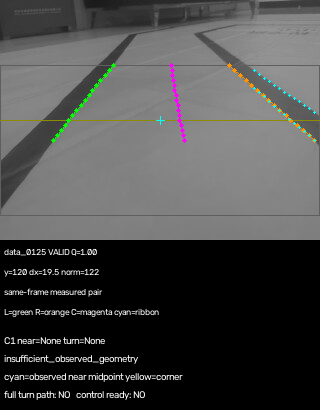 data_0125 VALID Q=1.00
y=120 dx=19.5 norm=122
same-frame measured pair
L=green R=orange C=magenta cyan=ribbon
C1 near=None turn=None
insufficient_observed_geometry
cyan=observed near midpoint yellow=corner
full turn path: NO control ready: NO